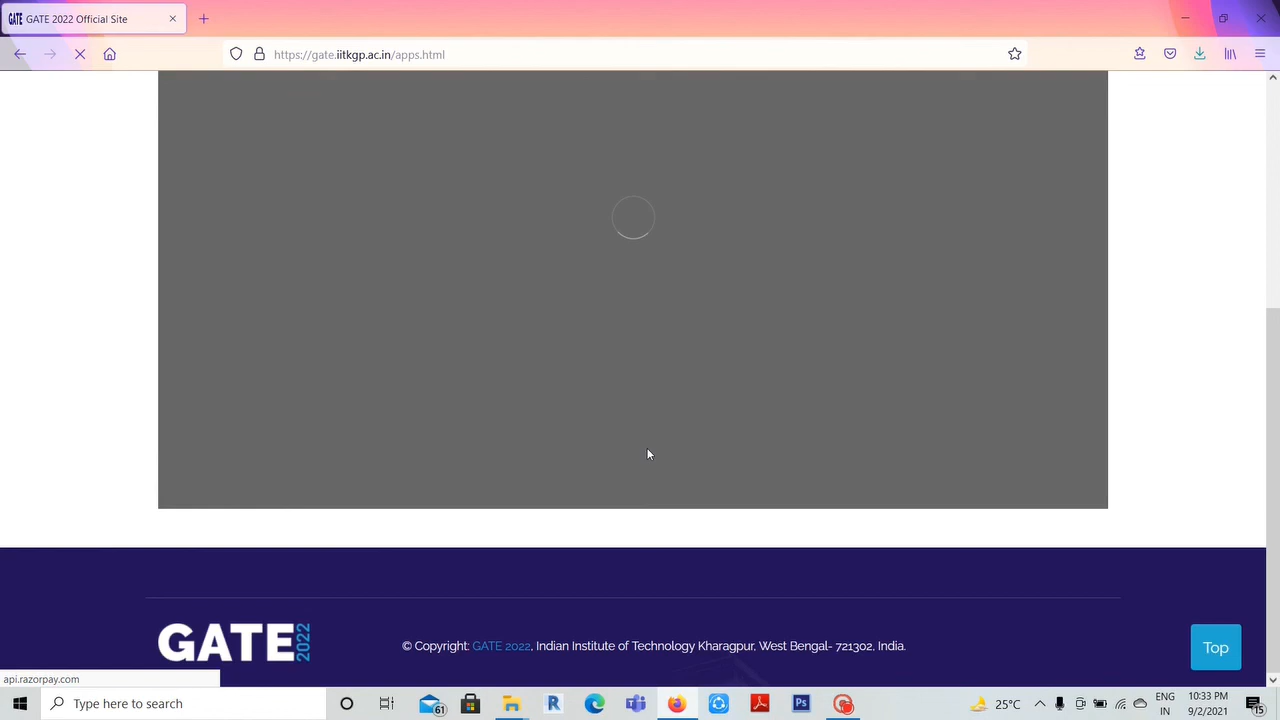 GATE GATE 2022 Official Site
https://gate.iitkgp.ac.in/apps.html
GATE 2022
© Copyright: GATE 2022, Indian Institute of Technology Kharagpur, West Bengal- 721302, India.
Top
api.razorpay.com
Type here to search
61
R
Ps
25°C
ENG
IN
10:33 PM
9/2/2021
15